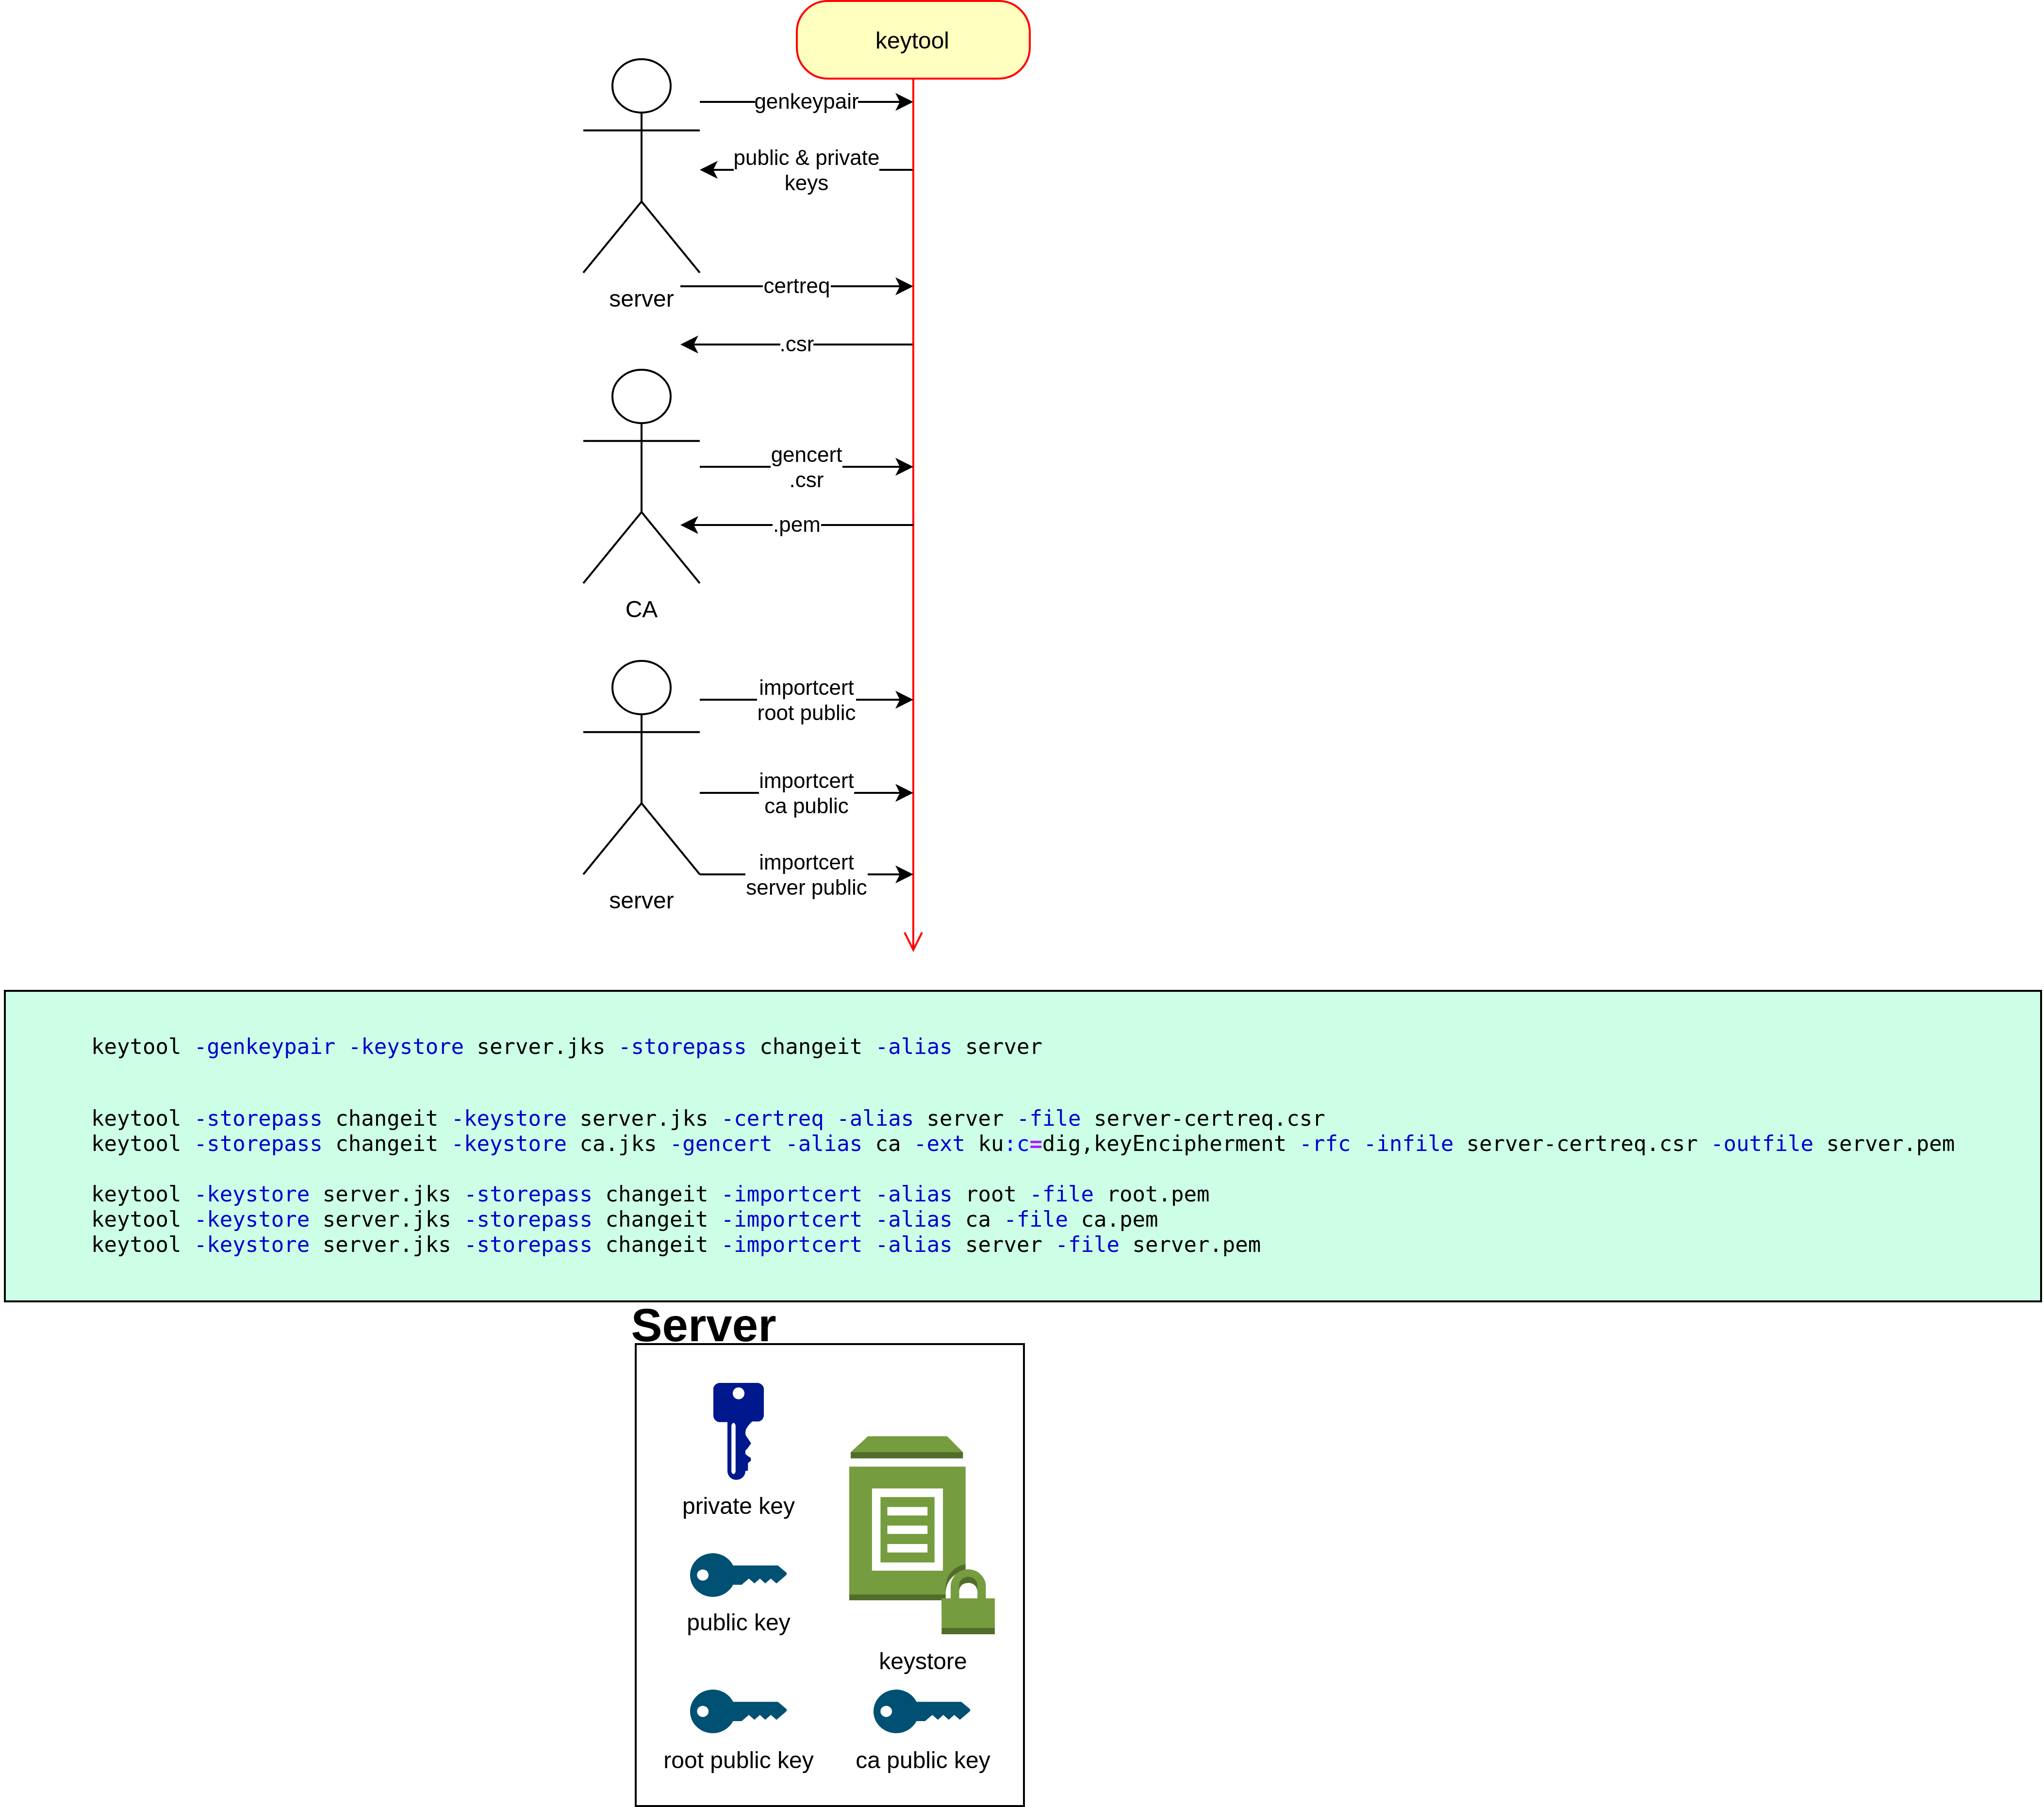 keytool
genkeypair
public & private
keys
certreq
server
.csr
gencert
.csr
.pem
CA
importcert
root public
importcert
ca public
importcert
server public
server
keytool -genkeypair -keystore server.jks -storepass changeit -alias server
keytool -storepass changeit -keystore server.jks -certreq -alias server -file server-certreq.csr
keytool -storepass changeit -keystore ca.jks -gencert -alias ca -ext ku:c=dig,keyEncipherment -rfc -infile server-certreq.csr -outfile server.pem
keytool -keystore server.jks -storepass changeit -importcert -alias root -file root.pem
keytool -keystore server.jks -storepass changeit -importcert -alias ca -file ca.pem
keytool -keystore server.jks -storepass changeit -importcert -alias server -file server.pem
Server
private key
public key
keystore
root public key
ca public key